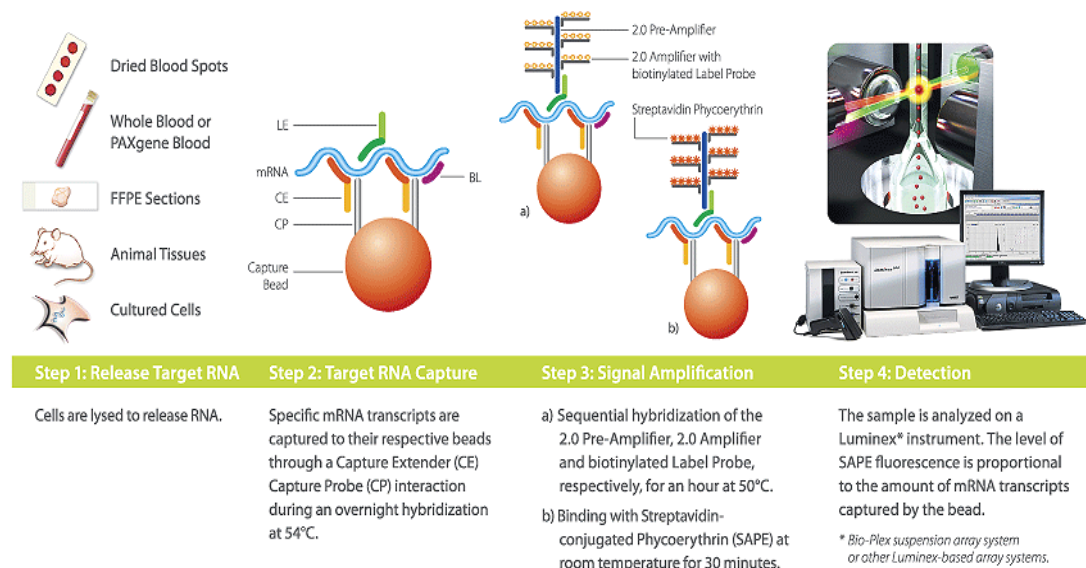 Dried Blood Spots
Whole Blood or
PAXgene Blood
FFPE Sections
Animal Tissues
Cultured Cells
LE
mRNA
CE
CP
BL
Capture
Bead
2.0 Pre-Amplifier
2.0 Amplifier with
biotinylated Label Probe
Streptavidin Phycoerythrin
a)
b)
Step 1: Release Target RNA
Cells are lysed to release RNA.
Step 2: Target RNA Capture
Specific mRNA transcripts are
captured to their respective beads
through a Capture Extender (CE)
Capture Probe (CP) interaction
during an overnight hybridization
at 54°C.
Step 3: Signal Amplification
a) Sequential hybridization of the
2.0 Pre-Amplifier, 2.0 Amplifier
and biotinylated Label Probe,
respectively, for an hour at 50°C.
b) Binding with Streptavidin-
conjugated Phycoerythrin (SAPE) at
room temperature for 30 minutes.
Step 4: Detection
The sample is analyzed on a
Luminex* instrument. The level of
SAPE fluorescence is proportional
to the amount of mRNA transcripts
captured by the bead.
* Bio-Plex suspension array system
or other Luminex-based array systems.